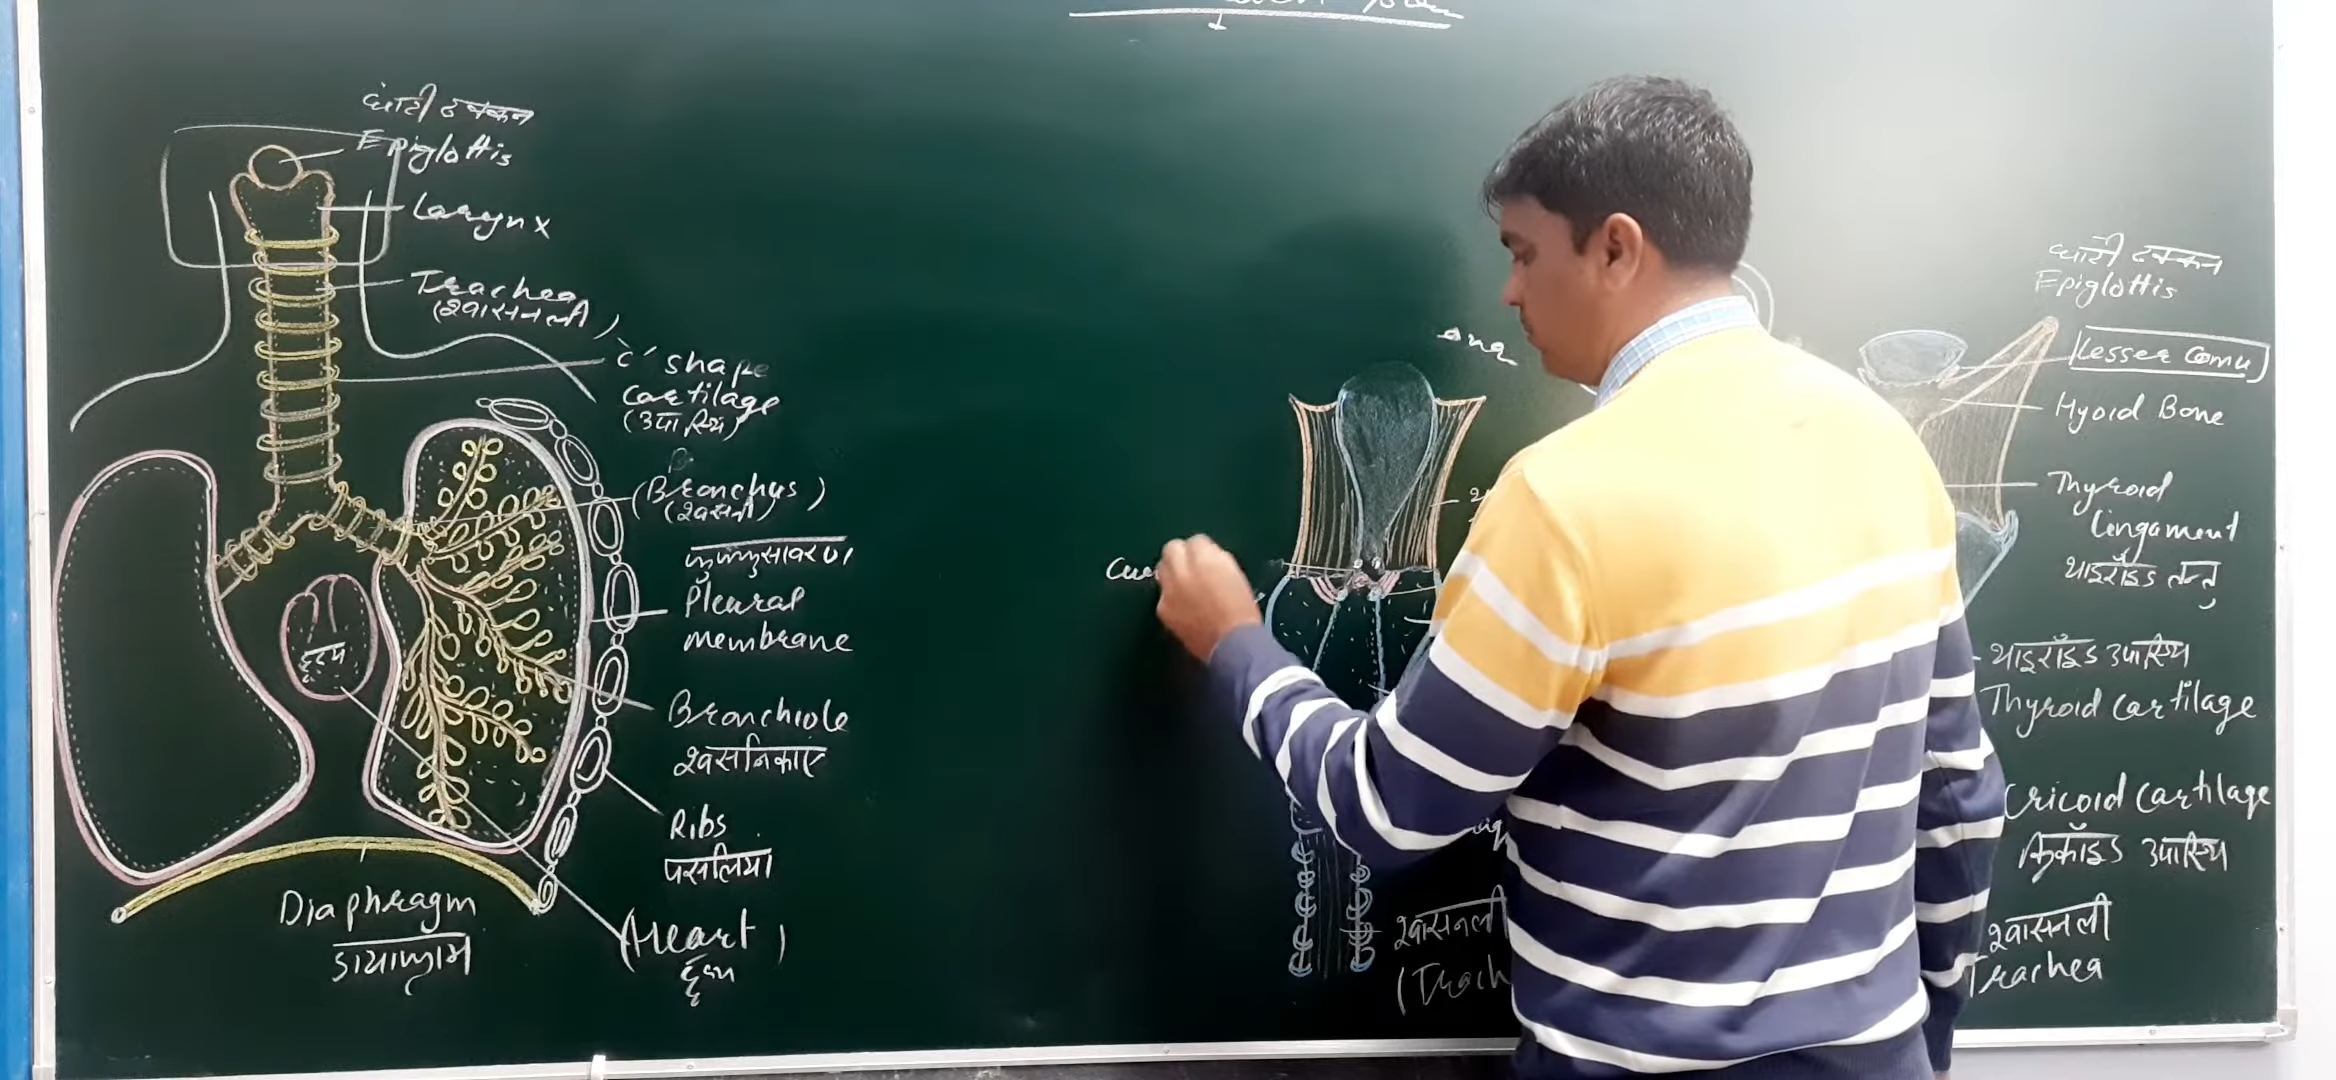 घांटी ढक्कन
Epiglottis
Larynx
Trachea
(श्वासनली)
'c' shape
cartilage
(उपास्थि)
(Bronchus)
(श्वसनी)
फुफ्फुसावरण
Pleural
membrane
Bronchiole
श्वसनिकाए
Ribs
पसलिया
हृदय
Diaphragm
डायाफ्राम
(Heart)
हृदय
श्वासनली
(Trach
घांटी ढक्कन
Epiglottis
Lesser Cornu
Hyoid Bone
Thyroid
Lingament
थाइरॉइड तन्तु
थाइरॉइड उपास्थि
Thyroid cartilage
Cricoid cartilage
क्रिकॉइड उपास्थि
श्वासनली
Trachea